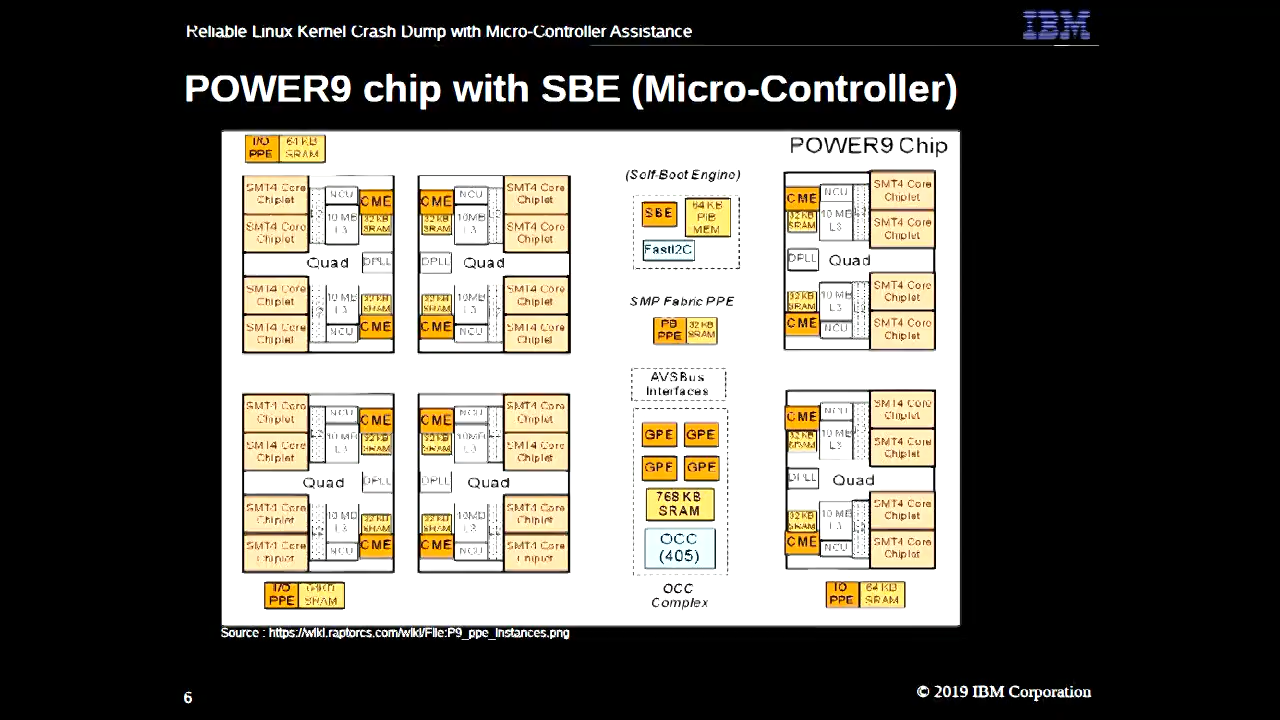 Reliable Linux Kernel Crash Dump with Micro-Controller Assistance
IBM
POWER9 chip with SBE (Micro-Controller)
I/O PPE
64 KB SRAM
POWER9 Chip
SMT4 Core Chiplet
SMT4 Core Chiplet
NCU
CME
10 MB L3
32 KB SRAM
Quad
DPLL
SMT4 Core Chiplet
SMT4 Core Chiplet
10 MB L3
32 KB SRAM
NCU
CME
CME
NCU
32 KB SRAM
10MB L3
SMT4 Core Chiplet
SMT4 Core Chiplet
DPLL
Quad
32 KB SRAM
10MB L3
CME
NCU
SMT4 Core Chiplet
SMT4 Core Chiplet
(Self-Boot Engine)
SBE
64 KB PIB MEM
FastI2C
SMP Fabric PPE
PB PPE
32 KB SRAM
CME
NCU
32 KB SRAM
10 MB L3
SMT4 Core Chiplet
SMT4 Core Chiplet
DPLL
Quad
32 KB SRAM
10 MB L3
CME
NCU
SMT4 Core Chiplet
SMT4 Core Chiplet
SMT4 Core Chiplet
SMT4 Core Chiplet
NCU
CME
10 MB L3
32 KB SRAM
Quad
DPLL
SMT4 Core Chiplet
SMT4 Core Chiplet
10 MB L3
32 KB SRAM
NCU
CME
CME
NCU
32 KB SRAM
10MB L3
SMT4 Core Chiplet
SMT4 Core Chiplet
DPLL
Quad
32 KB SRAM
10MB L3
CME
NCU
SMT4 Core Chiplet
SMT4 Core Chiplet
AVSBus
Interfaces
GPE
GPE
GPE
GPE
768 KB
SRAM
OCC
(405)
OCC
Complex
CME
NCU
32 KB SRAM
10 MB L3
SMT4 Core Chiplet
SMT4 Core Chiplet
DPLL
Quad
32 KB SRAM
10 MB L3
CME
NCU
SMT4 Core Chiplet
SMT4 Core Chiplet
I/O PPE
64KB SRAM
IO PPE
64 KB SRAM
Source : https://wiki.raptorcs.com/wiki/File:P9_ppe_instances.png
6
© 2019 IBM Corporation